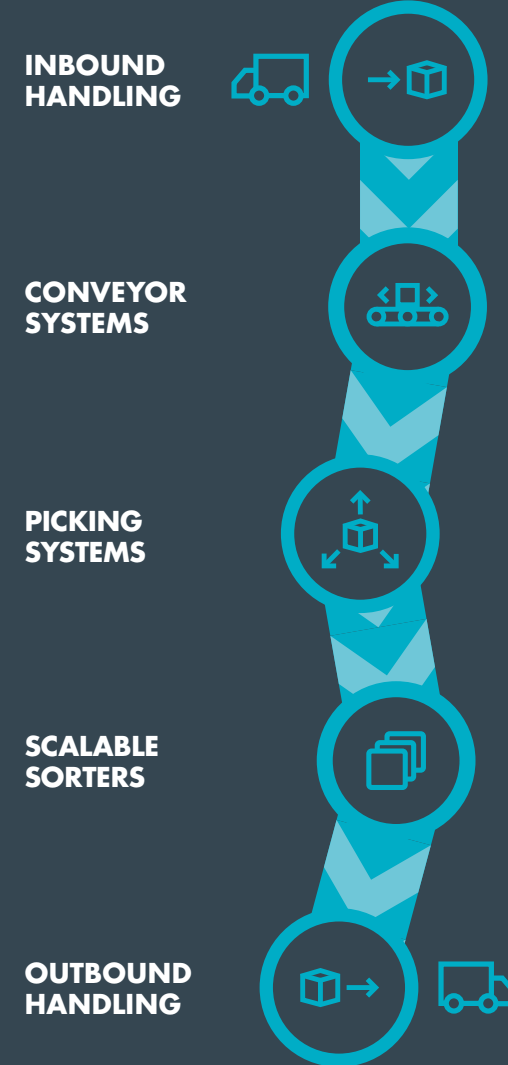 INBOUND
HANDLING
CONVEYOR
SYSTEMS
PICKING
SYSTEMS
SCALABLE
SORTERS
OUTBOUND
HANDLING